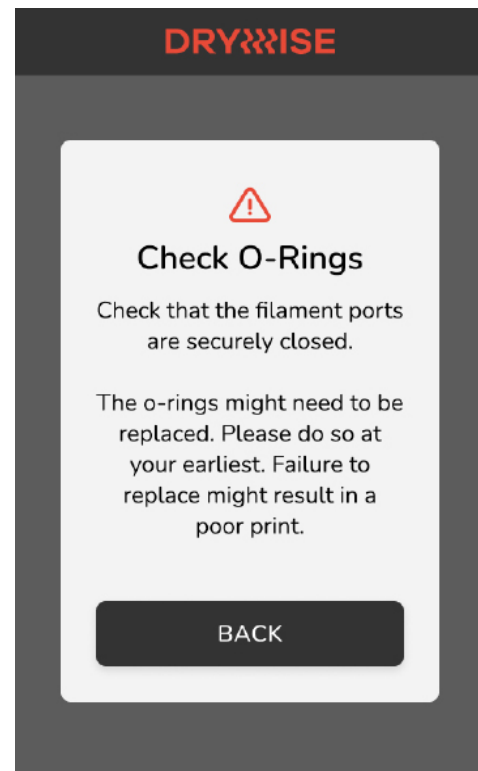 DRYWISE
Check O-Rings
Check that the filament ports
are securely closed.
The o-rings might need to be
replaced. Please do so at
your earliest. Failure to
replace might result in a
poor print.
BACK